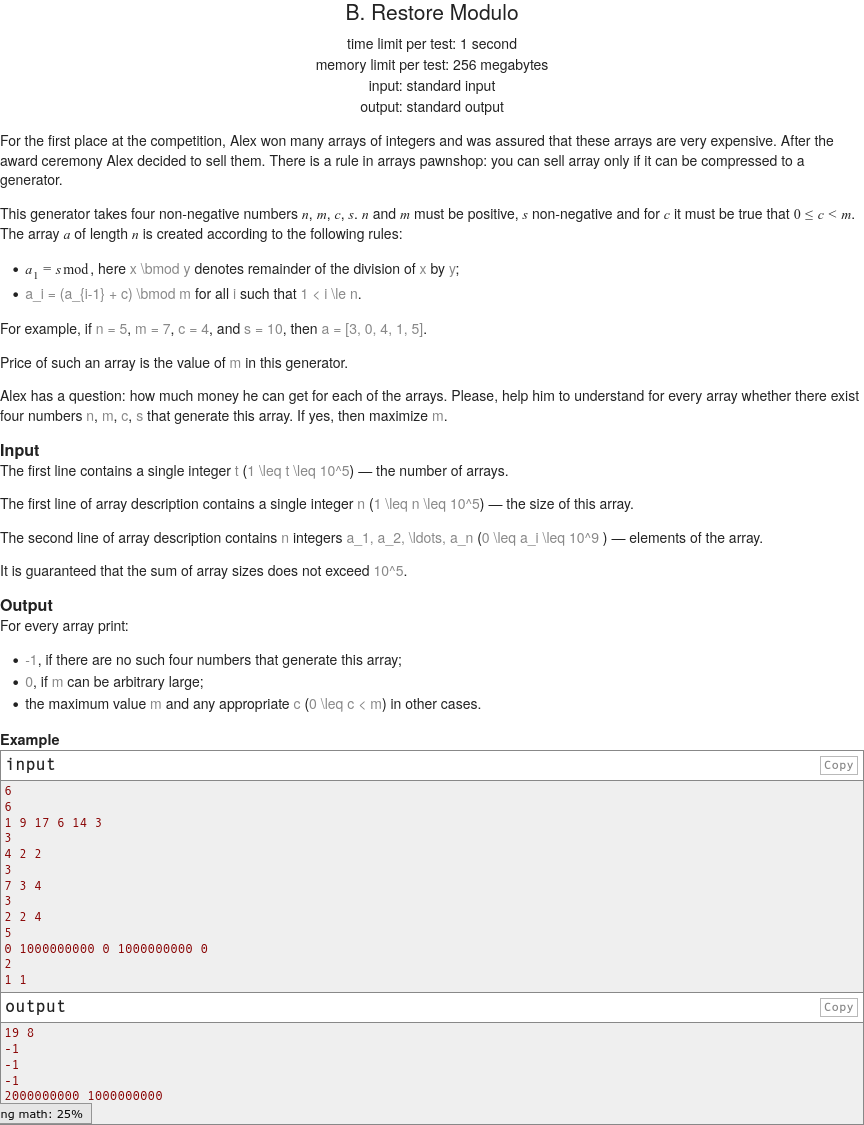 B. Restore Modulo
time limit per test: 1 second
memory limit per test: 256 megabytes
input: standard input
output: standard output
For the first place at the competition, Alex won many arrays of integers and was assured that these arrays are very expensive. After the
award ceremony Alex decided to sell them. There is a rule in arrays pawnshop: you can sell array only if it can be compressed to a
generator.
This generator takes four non-negative numbers n, m, c, s. n and m must be positive, s non-negative and for c it must be true that 0 ≤ c < m.
The array a of length n is created according to the following rules:
• a_1 = s mod, here x \bmod y denotes remainder of the division of x by y;
• a_i = (a_{i-1} + c) \bmod m for all i such that 1 < i \le n.
For example, if n = 5, m = 7, c = 4, and s = 10, then a = [3, 0, 4, 1, 5].
Price of such an array is the value of m in this generator.
Alex has a question: how much money he can get for each of the arrays. Please, help him to understand for every array whether there exist
four numbers n, m, c, s that generate this array. If yes, then maximize m.
Input
The first line contains a single integer t (1 \leq t \leq 10^5) — the number of arrays.
The first line of array description contains a single integer n (1 \leq n \leq 10^5) — the size of this array.
The second line of array description contains n integers a_1, a_2, \ldots, a_n (0 \leq a_i \leq 10^9 ) — elements of the array.
It is guaranteed that the sum of array sizes does not exceed 10^5.
Output
For every array print:
• -1, if there are no such four numbers that generate this array;
• 0, if m can be arbitrary large;
• the maximum value m and any appropriate c (0 \leq c < m) in other cases.
Example
input
Copy
6
6
1 9 17 6 14 3
3
4 2 2
3
7 3 4
3
2 2 4
5
0 1000000000 0 1000000000 0
2
1 1
output
Copy
19 8
-1
-1
-1
2000000000 1000000000
ng math: 25%